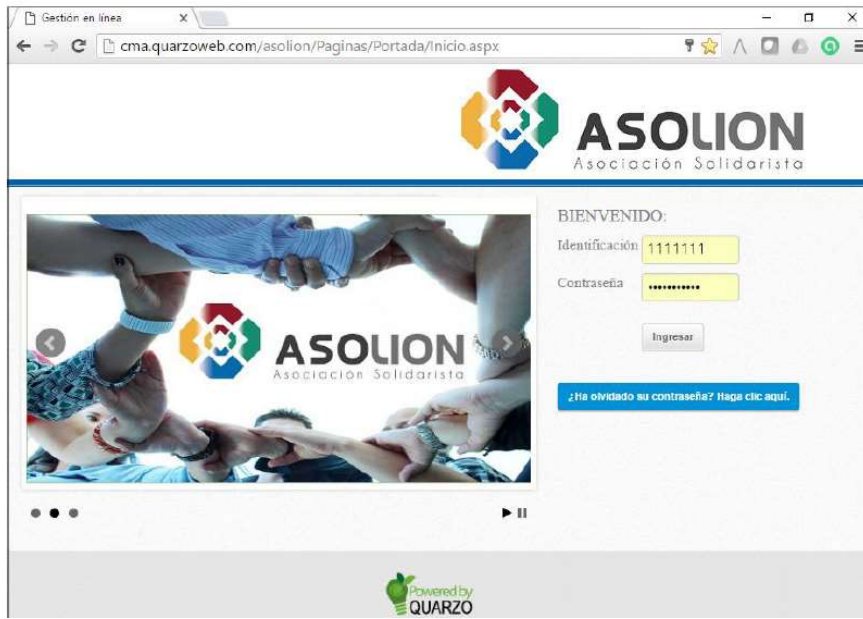 Gestión en línea
cma.quarzoweb.com/asolion/Paginas/Portada/Inicio.aspx
ASOLION
Asociación Solidarista
BIENVENIDO:
Identificación 1111111
Contraseña •••••••••••
Ingresar
¿Ha olvidado su contraseña? Haga clic aquí.
ASOLION
Asociación Solidarista
Powered by
QUARZO